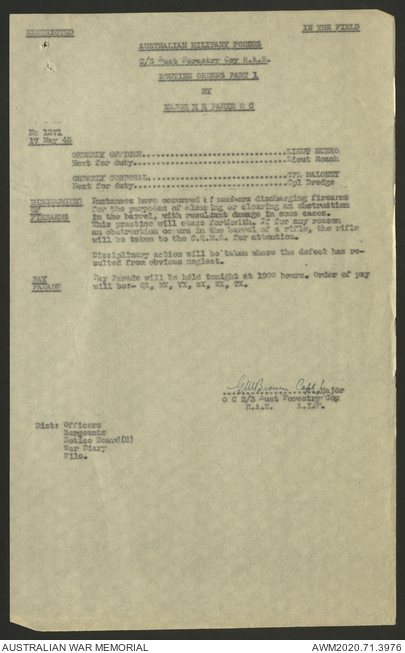 RESTRICTED
IN THE FIELD
AUSTRALIAN MILITARY FORCES
2/3 Aust Forestry Coy R.A.E.
ROUTINE ORDERS PART 1
BY
MAJOR N R O C
No 1271
17 May 45
ORDERLY OFFICER..............................LIEUT MUNRO
Next for duty................................Lieut Roach
ORDERLY CORPORAL.............................CPL MALONEY
Next for duty................................Cpl Dredge
DISCHARGING OF FIREARMS
Instances have occurred of members discharging firearms
for the purposes of cleaning or clearing an obstruction
in the barrel, with resultant damage in some cases.
This practice will cease forthwith. If for any reason
an obstruction occurs in the barrel of a rifle, the rifle
will be taken to the C.Q.M.S. for attention.
Disciplinary action will be taken where the defect has re-
sulted from obvious neglect.
PAY PARADE
Pay Parade will be held tonight at 1900 hours. Order of pay
will be:- QX, NX, VX, SX, WX, TX.
Capt / Major
O C 2/3 Aust Forestry Coy
R.A.E. A.I.F.
Dist: Officers
Sergeants
Notice Board(2)
War Diary
File.
AUSTRALIAN WAR MEMORIAL
AWM2020.71.3976